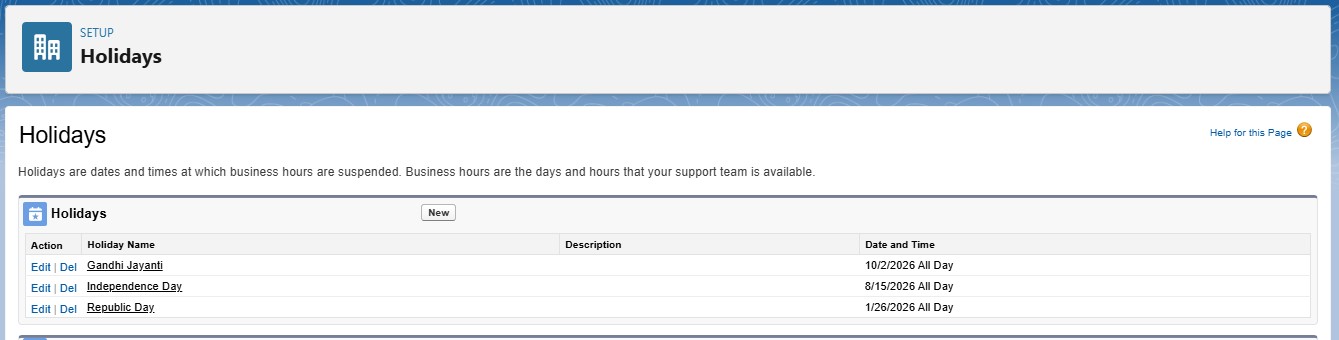 SETUP
Holidays
Holidays
Help for this Page ?
Holidays are dates and times at which business hours are suspended. Business hours are the days and hours that your support team is available.
Holidays New
Action Holiday Name Description Date and Time
Edit | Del Gandhi Jayanti 10/2/2026 All Day
Edit | Del Independence Day 8/15/2026 All Day
Edit | Del Republic Day 1/26/2026 All Day